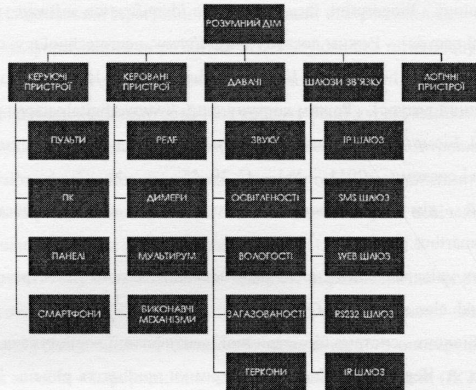 РОЗУМНИЙ ДІМ
КЕРУЮЧІ ПРИСТРОЇ
КЕРОВАНІ ПРИСТРОЇ
ДАВАЧІ
ШЛЮЗИ ЗВ'ЯЗКУ
ЛОГІЧНІ ПРИСТРОЇ
ПУЛЬТИ
РЕЛЕ
ЗВУКУ
IP ШЛЮЗ
ПК
ДИМЕРИ
ОСВІТЛЕНОСТІ
SMS ШЛЮЗ
ПАНЕЛІ
МУЛЬТИРУМ
ВОЛОГОСТІ
WEB ШЛЮЗ
СМАРТФОНИ
ВИКОНАВЧІ МЕХАНІЗМИ
ЗАГАЗОВАНОСТІ
RS232 ШЛЮЗ
ГЕРКОНИ
IR ШЛЮЗ